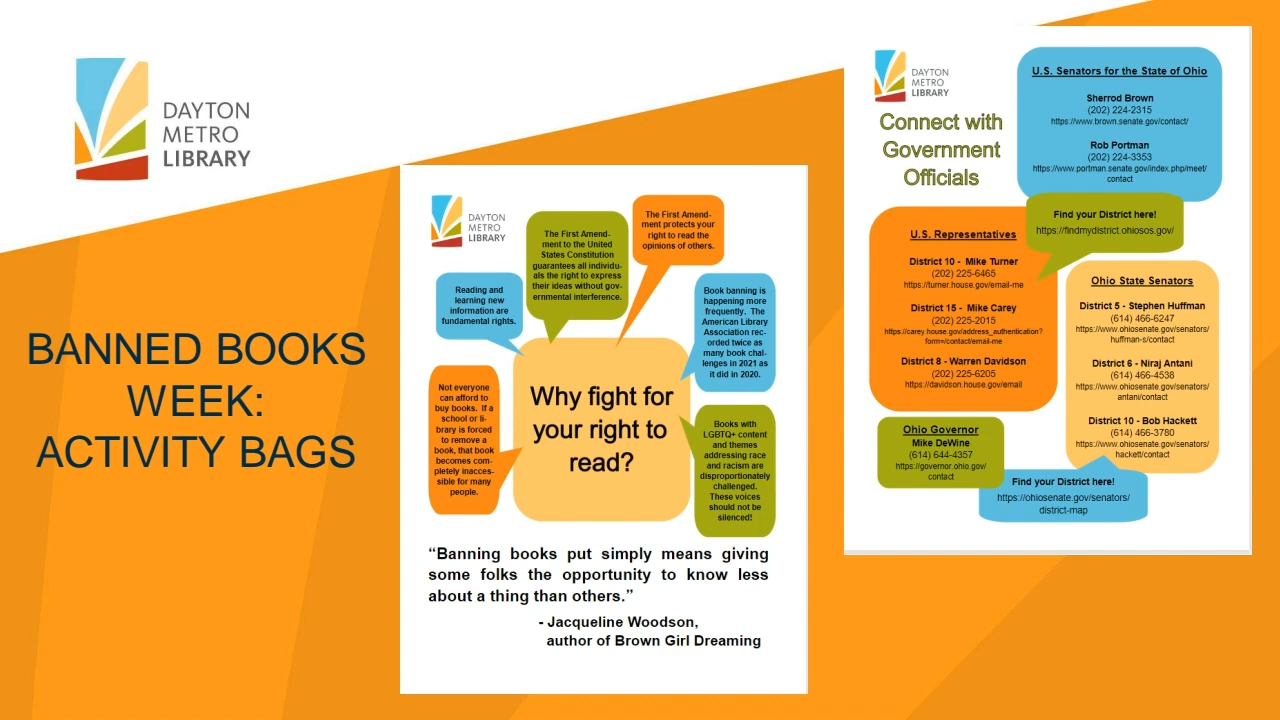 DAYTON
METRO
LIBRARY
BANNED BOOKS
WEEK:
ACTIVITY BAGS
DAYTON
METRO
LIBRARY
The First Amend-
ment to the United
States Constitution
guarantees all individu-
als the right to express
their ideas without gov-
ernmental interference.
The First Amend-
ment protects your
right to read the
opinions of others.
Reading and
learning new
information are
fundamental rights.
Book banning is
happening more
frequently. The
American Library
Association rec-
orded twice as
many book chal-
lenges in 2021 as
it did in 2020.
Not everyone
can afford to
buy books. If a
school or li-
brary is forced
to remove a
book, that book
becomes com-
pletely inacces-
sible for many
people.
Why fight for
your right to
read?
Books with
LGBTQ+ content
and themes
addressing race
and racism are
disproportionately
challenged.
These voices
should not be
silenced!
“Banning books put simply means giving
some folks the opportunity to know less
about a thing than others.”
- Jacqueline Woodson,
author of Brown Girl Dreaming
DAYTON
METRO
LIBRARY
Connect with
Government
Officials
U.S. Senators for the State of Ohio
Sherrod Brown
(202) 224-2315
https://www.brown.senate.gov/contact/
Rob Portman
(202) 224-3353
https://www.portman.senate.gov/index.php/meet/
contact
Find your District here!
https://findmydistrict.ohiosos.gov/
U.S. Representatives
District 10 - Mike Turner
(202) 225-6465
https://turner.house.gov/email-me
District 15 - Mike Carey
(202) 225-2015
https://carey.house.gov/address_authentication?
form=/contact/email-me
District 8 - Warren Davidson
(202) 225-6205
https://davidson.house.gov/email
Ohio State Senators
District 5 - Stephen Huffman
(614) 466-6247
https://www.ohiosenate.gov/senators/
huffman-s/contact
District 6 - Niraj Antani
(614) 466-4538
https://www.ohiosenate.gov/senators/
antani/contact
District 10 - Bob Hackett
(614) 466-3780
https://www.ohiosenate.gov/senators/
hackett/contact
Ohio Governor
Mike DeWine
(614) 644-4357
https://governor.ohio.gov/
contact
Find your District here!
https://ohiosenate.gov/senators/
district-map